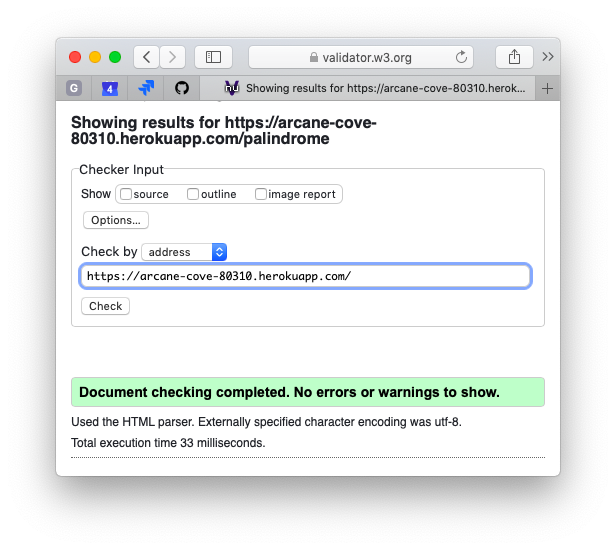 validator.w3.org
G
4
nu
Showing results for https://arcane-cove-80310.herok...
Showing results for https://arcane-cove-
80310.herokuapp.com/palindrome
Checker Input
Show source outline image report
Options...
Check by address
https://arcane-cove-80310.herokuapp.com/
Check
Document checking completed. No errors or warnings to show.
Used the HTML parser. Externally specified character encoding was utf-8.
Total execution time 33 milliseconds.